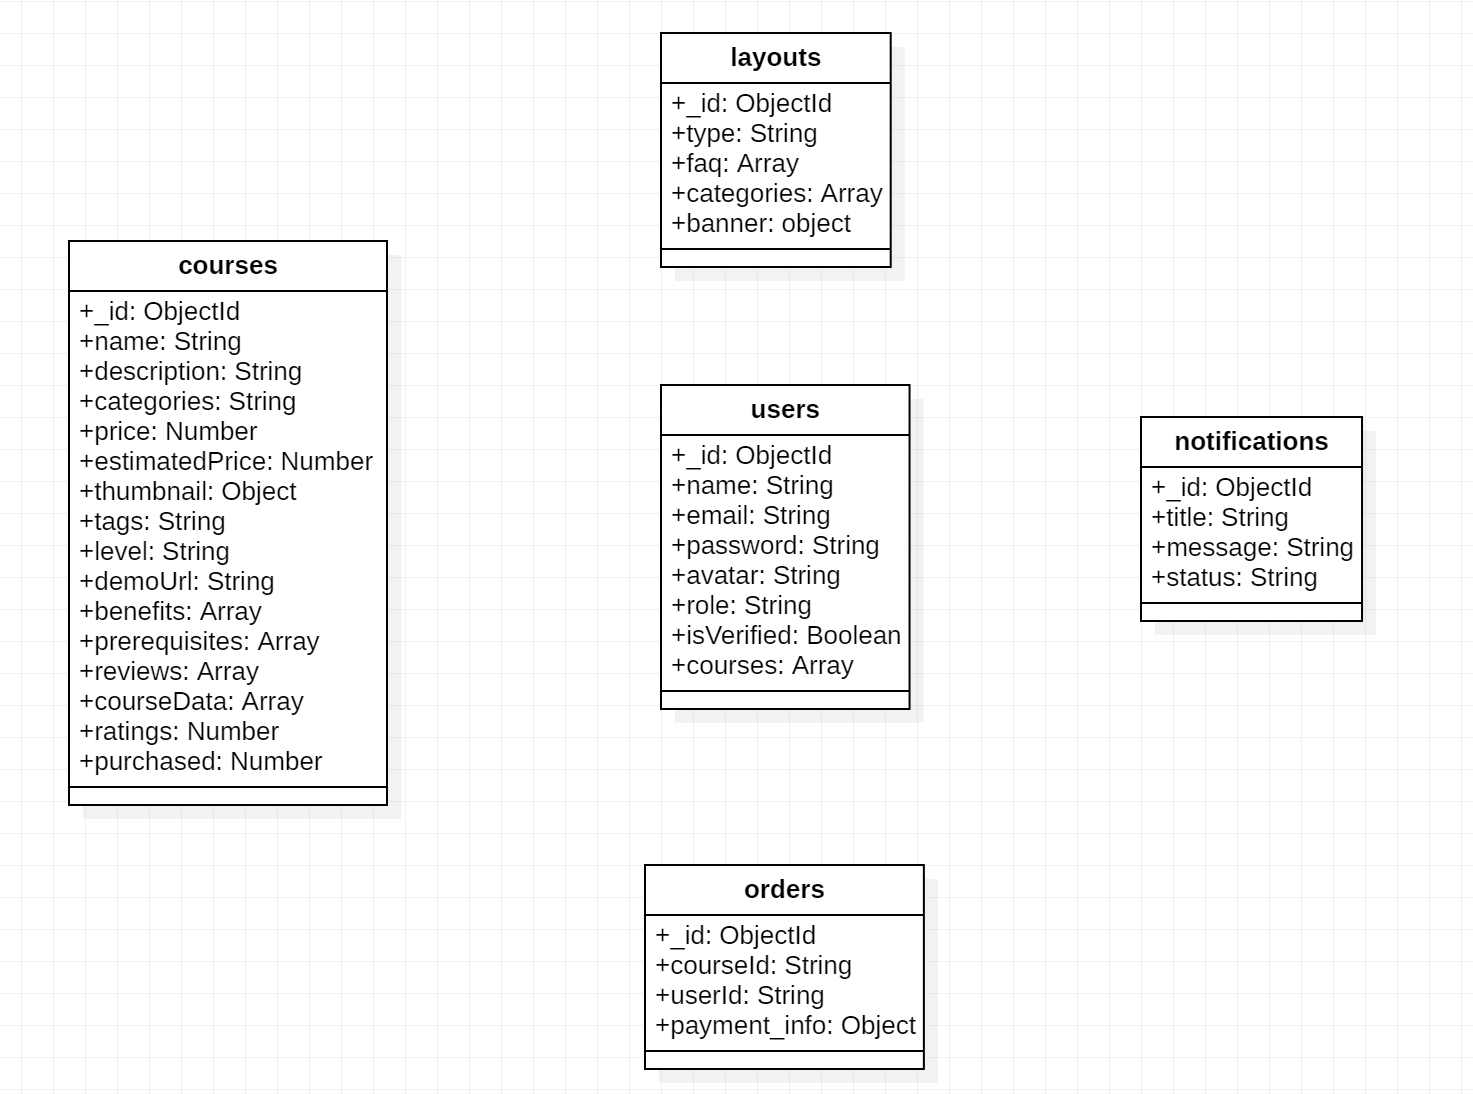 layouts
+_id: ObjectId
+type: String
+faq: Array
+categories: Array
+banner: object
courses
+_id: ObjectId
+name: String
+description: String
+categories: String
+price: Number
+estimatedPrice: Number
+thumbnail: Object
+tags: String
+level: String
+demoUrl: String
+benefits: Array
+prerequisites: Array
+reviews: Array
+courseData: Array
+ratings: Number
+purchased: Number
users
+_id: ObjectId
+name: String
+email: String
+password: String
+avatar: String
+role: String
+isVerified: Boolean
+courses: Array
notifications
+_id: ObjectId
+title: String
+message: String
+status: String
orders
+_id: ObjectId
+courseId: String
+userId: String
+payment_info: Object